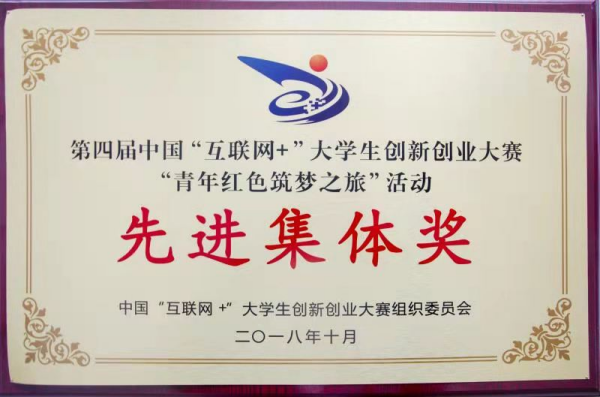 第四届中国“互联网+”大学生创新创业大赛
“青年红色筑梦之旅”活动
先进集体奖
中国“互联网+”大学生创新创业大赛组织委员会
二〇一八年十月